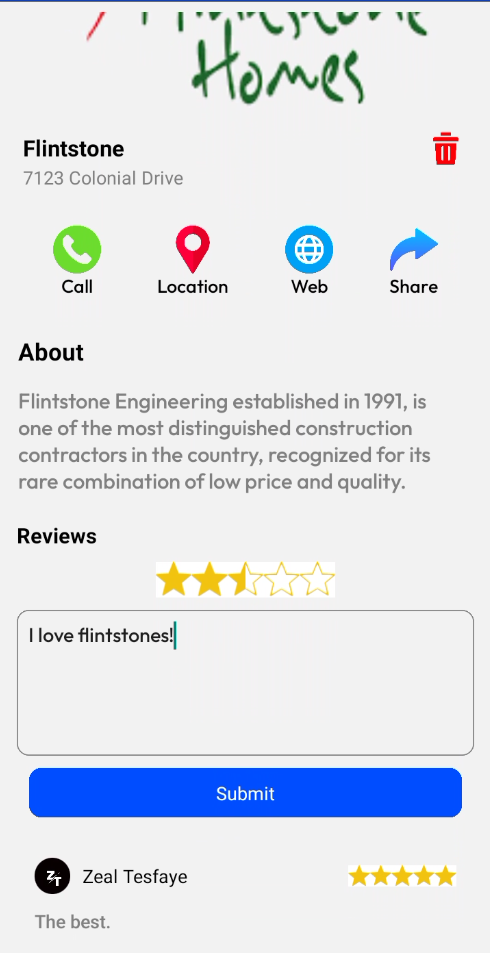 Flintstone
Homes
Flintstone
7123 Colonial Drive
Call
Location
Web
Share
About
Flintstone Engineering established in 1991, is
one of the most distinguished construction
contractors in the country, recognized for its
rare combination of low price and quality.
Reviews
I love flintstones!
Submit
ZT
Zeal Tesfaye
The best.